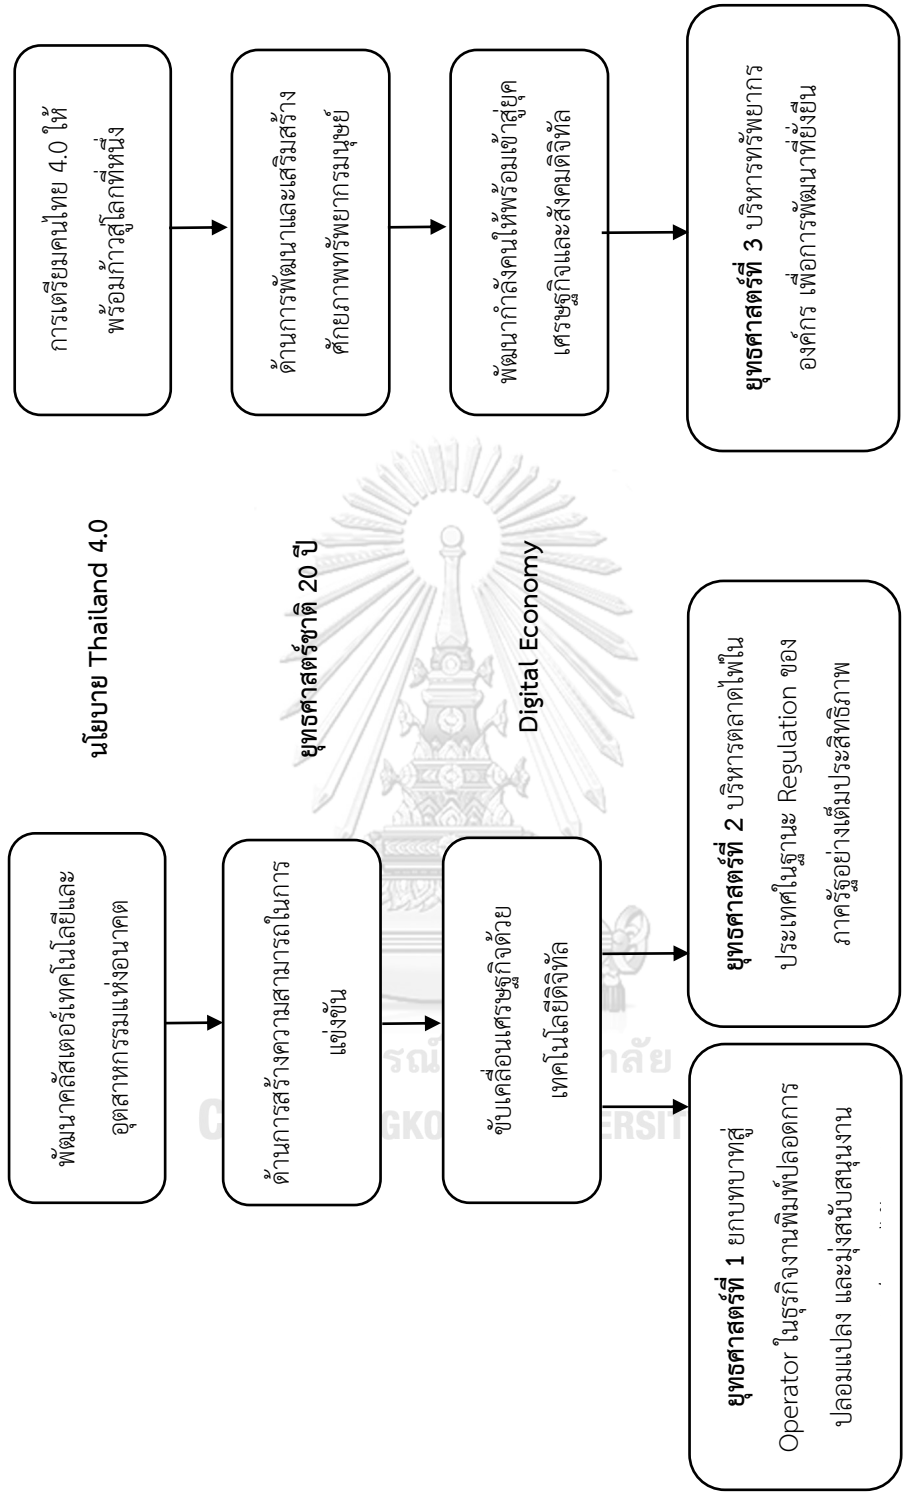 นโยบาย Thailand 4.0
พัฒนาคลัสเตอร์เทคโนโลยีและ
อุตสาหกรรมแห่งอนาคต
การเตรียมคนไทย 4.0 ให้
พร้อมก้าวสู่โลกที่หนึ่ง
ยุทธศาสตร์ชาติ 20 ปี
ด้านการสร้างความสามารถในการ
แข่งขัน
ด้านการพัฒนาและเสริมสร้าง
ศักยภาพทรัพยากรมนุษย์
Digital Economy
ขับเคลื่อนเศรษฐกิจด้วย
เทคโนโลยีดิจิทัล
พัฒนากำลังคนให้พร้อมเข้าสู่ยุค
เศรษฐกิจและสังคมดิจิทัล
ยุทธศาสตร์ที่ 1 ยกบทบาทสู่
Operator ในธุรกิจงานพิมพ์ปลอดการ
ปลอมแปลง และมุ่งสนับสนุนงาน
ยุทธศาสตร์ที่ 2 บริหารตลาดไพ่ใน
ประเทศในฐานะ Regulation ของ
ภาครัฐอย่างเต็มประสิทธิภาพ
ยุทธศาสตร์ที่ 3 บริหารทรัพยากร
องค์กร เพื่อการพัฒนาที่ยั่งยืน